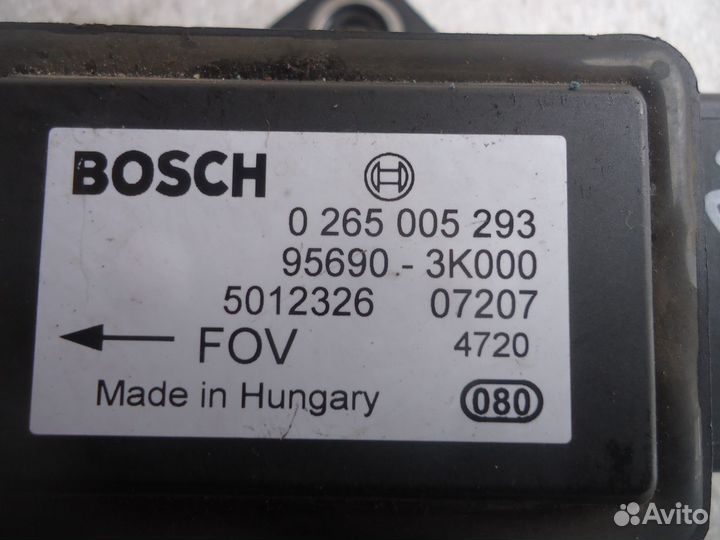 BOSCH
0 265 005 293
95690 - 3K000
5012326 07207
FOV 4720
Made in Hungary 080
Avito